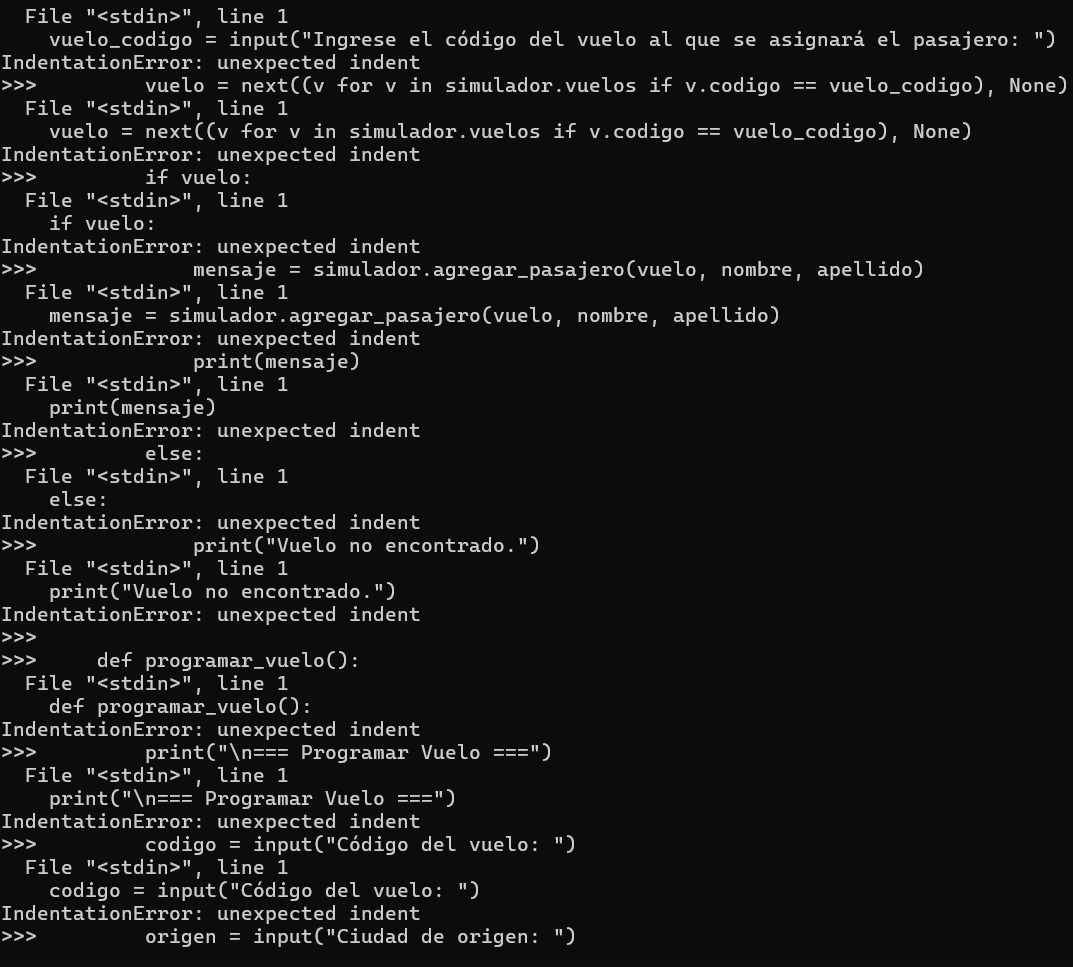 File "<stdin>", line 1
    vuelo_codigo = input("Ingrese el código del vuelo al que se asignará el pasajero: ")
IndentationError: unexpected indent
>>>         vuelo = next((v for v in simulador.vuelos if v.codigo == vuelo_codigo), None)
  File "<stdin>", line 1
    vuelo = next((v for v in simulador.vuelos if v.codigo == vuelo_codigo), None)
IndentationError: unexpected indent
>>>         if vuelo:
  File "<stdin>", line 1
    if vuelo:
IndentationError: unexpected indent
>>>             mensaje = simulador.agregar_pasajero(vuelo, nombre, apellido)
  File "<stdin>", line 1
    mensaje = simulador.agregar_pasajero(vuelo, nombre, apellido)
IndentationError: unexpected indent
>>>             print(mensaje)
  File "<stdin>", line 1
    print(mensaje)
IndentationError: unexpected indent
>>>         else:
  File "<stdin>", line 1
    else:
IndentationError: unexpected indent
>>>             print("Vuelo no encontrado.")
  File "<stdin>", line 1
    print("Vuelo no encontrado.")
IndentationError: unexpected indent
>>>
>>>     def programar_vuelo():
  File "<stdin>", line 1
    def programar_vuelo():
IndentationError: unexpected indent
>>>         print("\n=== Programar Vuelo ===")
  File "<stdin>", line 1
    print("\n=== Programar Vuelo ===")
IndentationError: unexpected indent
>>>         codigo = input("Código del vuelo: ")
  File "<stdin>", line 1
    codigo = input("Código del vuelo: ")
IndentationError: unexpected indent
>>>         origen = input("Ciudad de origen: ")